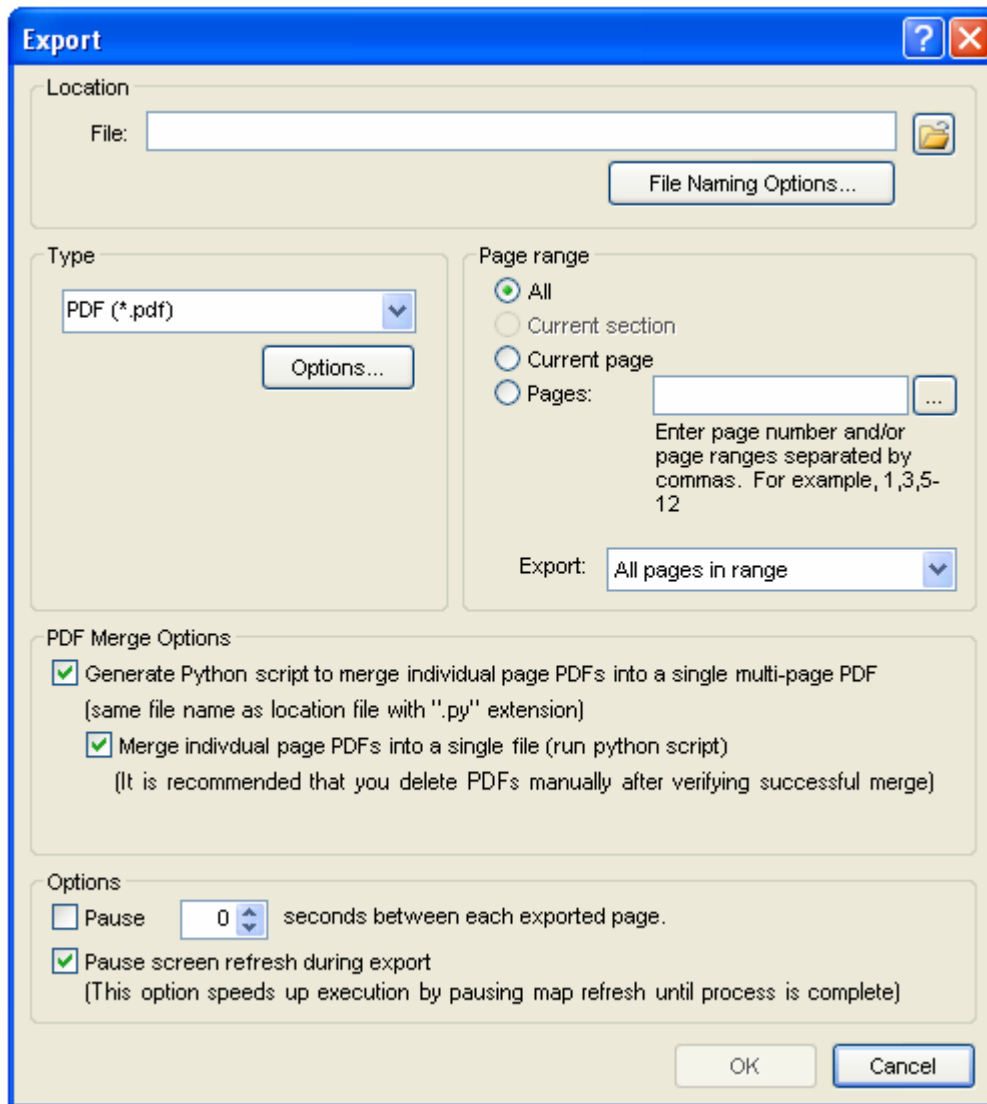 Export
Location
File:
File Naming Options...
Type
PDF (*.pdf)
Options...
Page range
All
Current section
Current page
Pages:
...
Enter page number and/or
page ranges separated by
commas. For example, 1,3,5-
12
Export: All pages in range
PDF Merge Options
Generate Python script to merge individual page PDFs into a single multi-page PDF
(same file name as location file with ".py" extension)
Merge indivdual page PDFs into a single file (run python script)
(It is recommended that you delete PDFs manually after verifying successful merge)
Options
Pause 0 seconds between each exported page.
Pause screen refresh during export
(This option speeds up execution by pausing map refresh until process is complete)
OK Cancel